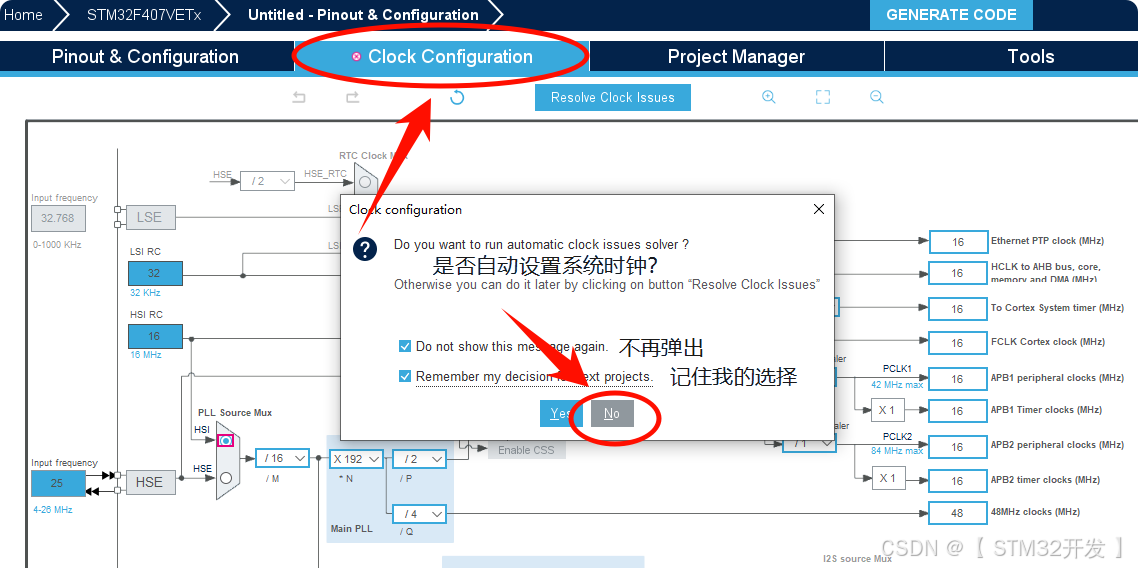 Home STM32F407VETx Untitled - Pinout & Configuration GENERATE CODE
Pinout & Configuration Clock Configuration Project Manager Tools
Resolve Clock Issues
RTC Clock
HSE / 2 HSE_RTC
Input frequency
32.768
0-1000 KHz
LSE
LSI RC
32
32 KHz
HSI RC
16
16 MHz
Clock configuration
Do you want to run automatic clock issues solver ?
是否自动设置系统时钟?
Otherwise you can do it later by clicking on button “Resolve Clock Issues”
Do not show this message again. 不再弹出
Remember my decision next projects. 记住我的选择
Yes No
16 Ethernet PTP clock (MHz)
16 HCLK to AHB bus, core,
memory and DMA (MHz)
16 To Cortex System timer (MHz)
16 FCLK Cortex clock (MHz)
PCLK1
42 MHz max
16 APB1 peripheral clocks (MHz)
X 1 16 APB1 Timer clocks (MHz)
PCLK2
84 MHz max
/ 1
16 APB2 peripheral clocks (MHz)
X 1 16 APB2 timer clocks (MHz)
48 48MHz clocks (MHz)
PLL Source Mux
HSI
HSE
Input frequency
25
4-26 MHz
HSE
/ 16
/ M
X 192
* N
/ 2
/ P
/ 4
/ Q
Main PLL
Enable CSS
I2S source Mux
CSDN @【 STM32开发 】